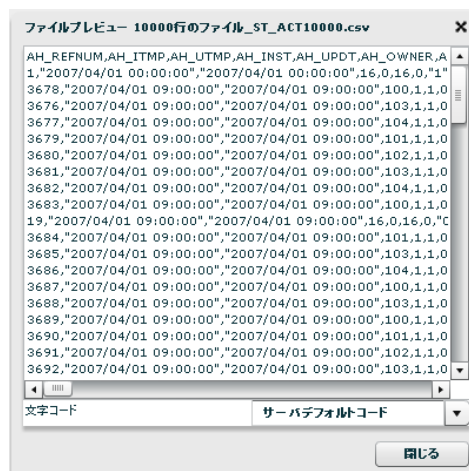 ファイルプレビュー 10000行のファイル_ST_ACT10000.csv
AH_REFNUM,AH_ITMP,AH_UTMP,AH_INST,AH_UPDT,AH_OWNER,A
1,"2007/04/01 00:00:00","2007/04/01 00:00:00",16,0,16,0,"1"
3678,"2007/04/01 09:00:00","2007/04/01 09:00:00",100,1,1,0
3676,"2007/04/01 09:00:00","2007/04/01 09:00:00",103,1,1,0
3677,"2007/04/01 09:00:00","2007/04/01 09:00:00",104,1,1,0
3679,"2007/04/01 09:00:00","2007/04/01 09:00:00",101,1,1,0
3680,"2007/04/01 09:00:00","2007/04/01 09:00:00",102,1,1,0
3681,"2007/04/01 09:00:00","2007/04/01 09:00:00",103,1,1,0
3682,"2007/04/01 09:00:00","2007/04/01 09:00:00",104,1,1,0
3683,"2007/04/01 09:00:00","2007/04/01 09:00:00",100,1,1,0
19,"2007/04/01 09:00:00","2007/04/01 09:00:00",16,0,16,0,"C
3684,"2007/04/01 09:00:00","2007/04/01 09:00:00",101,1,1,0
3685,"2007/04/01 09:00:00","2007/04/01 09:00:00",103,1,1,0
3686,"2007/04/01 09:00:00","2007/04/01 09:00:00",104,1,1,0
3687,"2007/04/01 09:00:00","2007/04/01 09:00:00",100,1,1,0
3688,"2007/04/01 09:00:00","2007/04/01 09:00:00",103,1,1,0
3689,"2007/04/01 09:00:00","2007/04/01 09:00:00",100,1,1,0
3690,"2007/04/01 09:00:00","2007/04/01 09:00:00",101,1,1,0
3691,"2007/04/01 09:00:00","2007/04/01 09:00:00",102,1,1,0
3692,"2007/04/01 09:00:00","2007/04/01 09:00:00",103,1,1,0
文字コード サーバデフォルトコード
閉じる